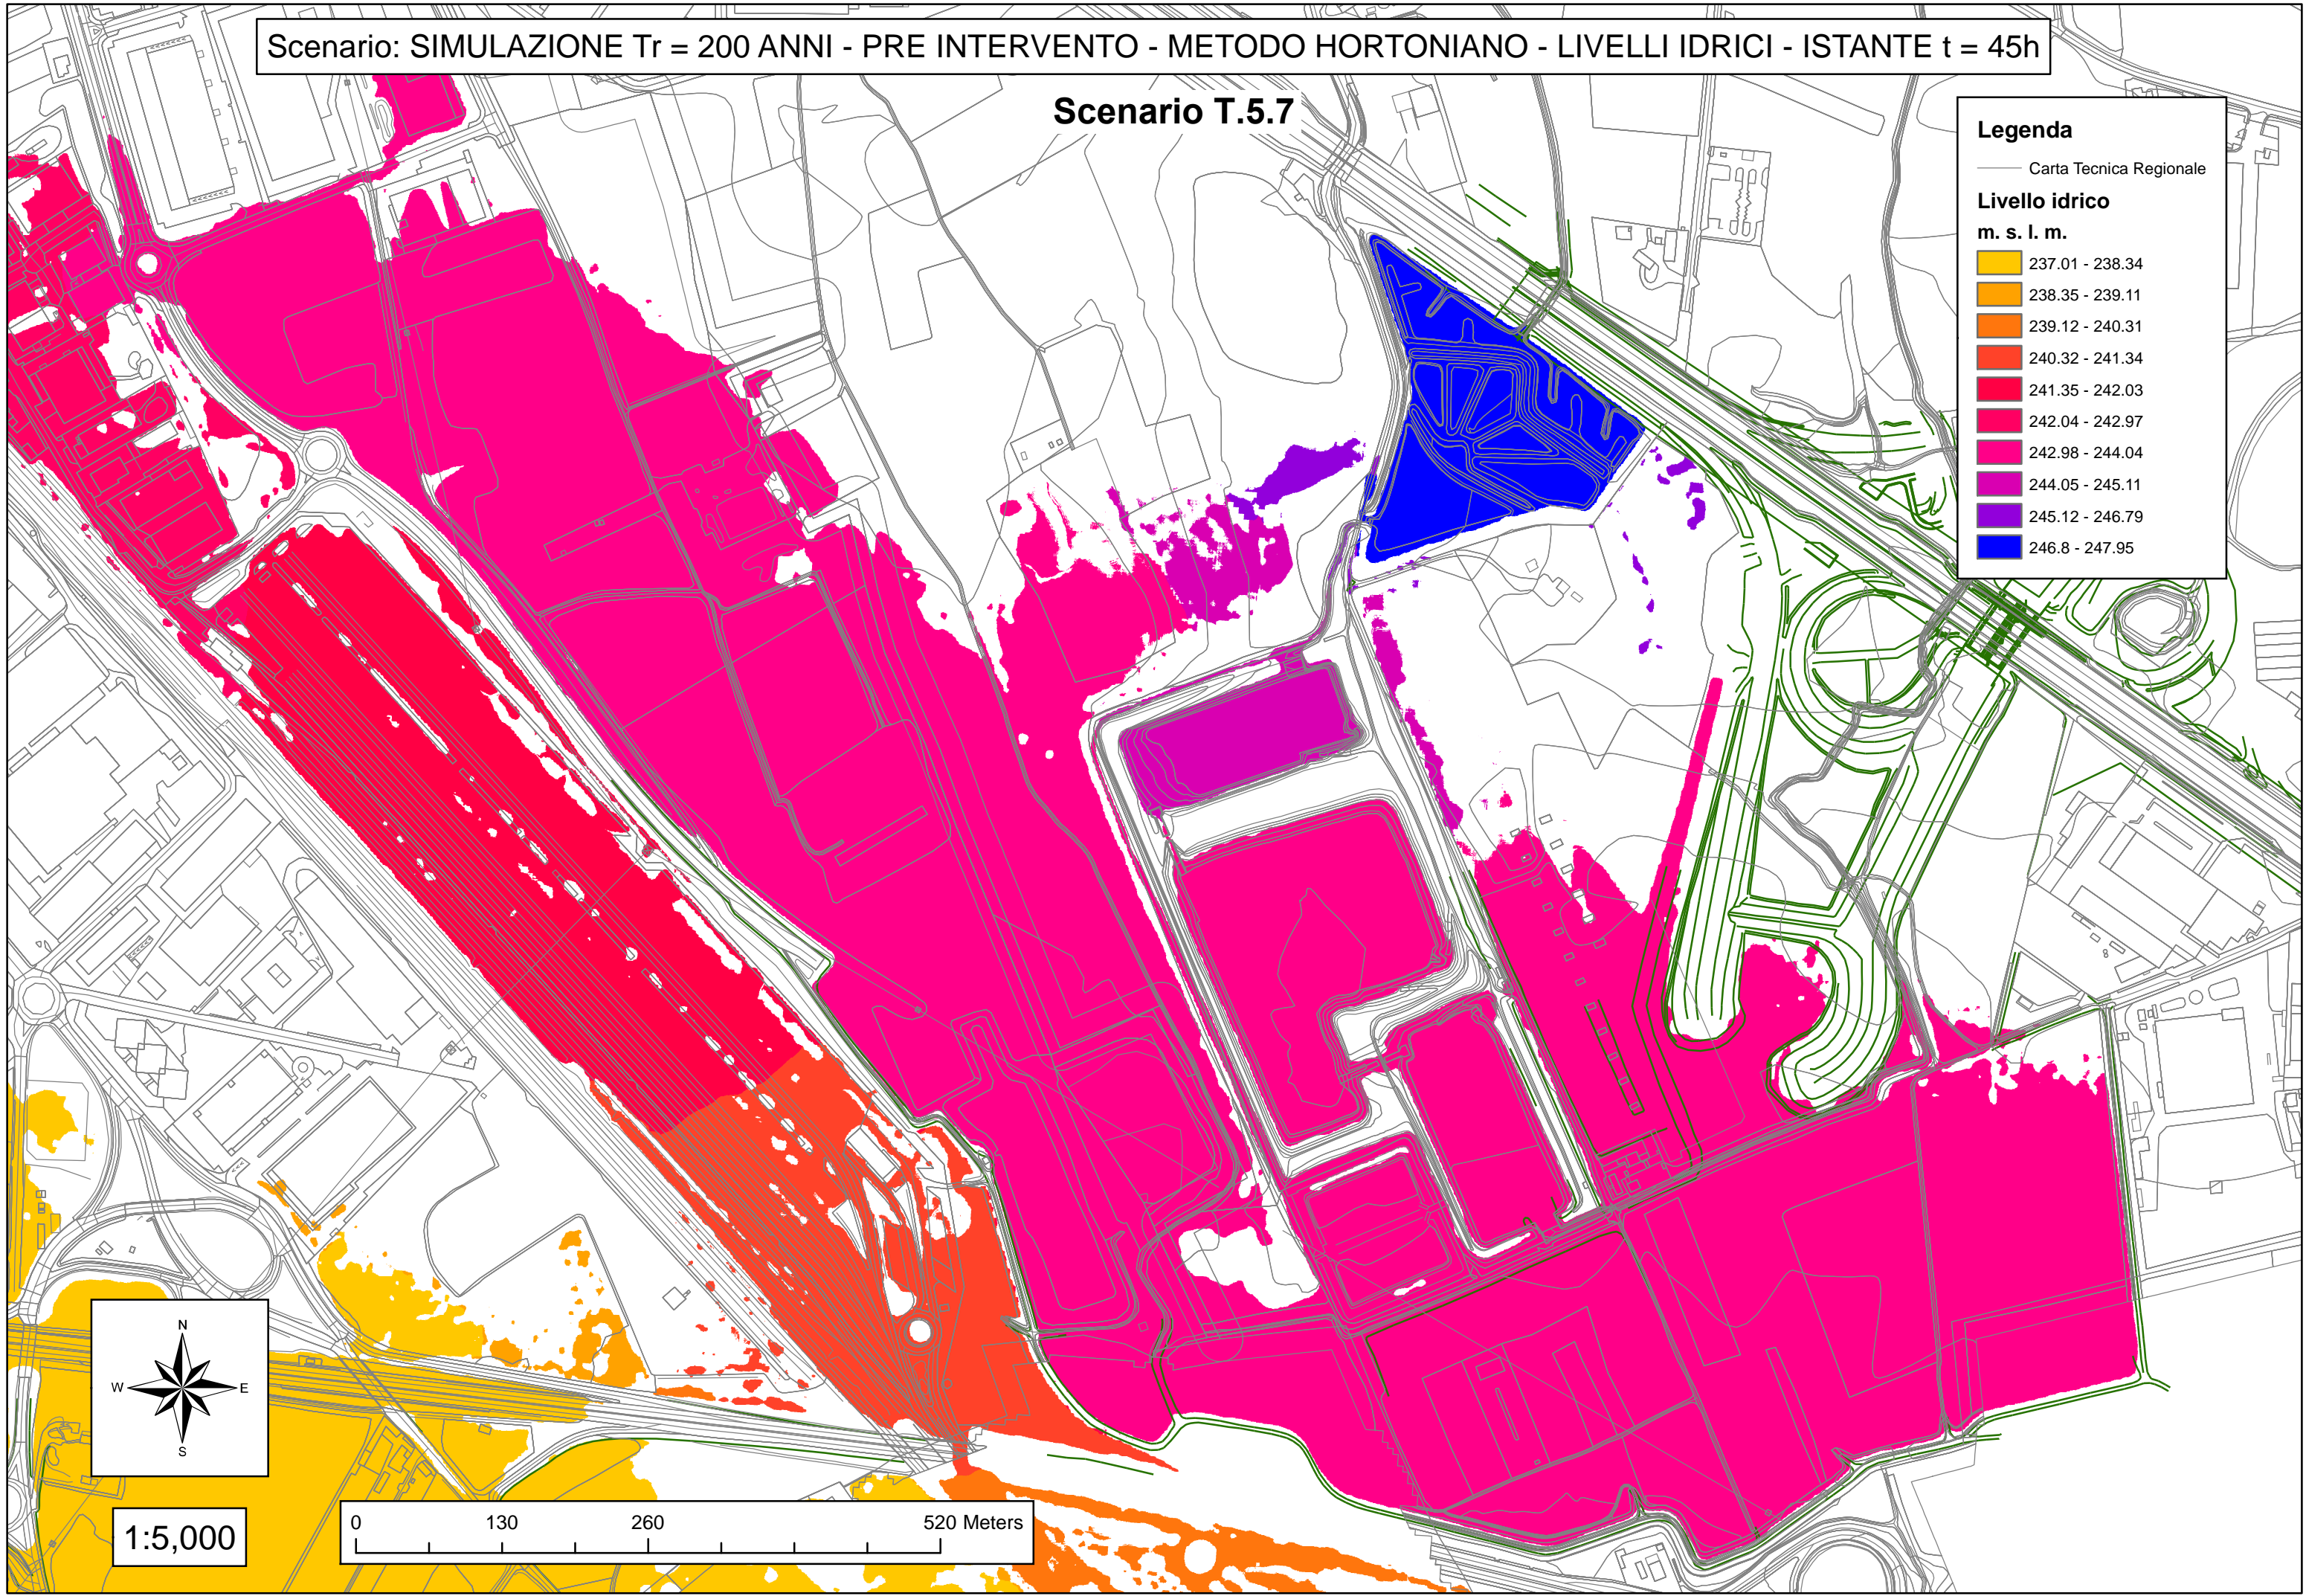 Scenario: SIMULAZIONE Tr = 200 ANNI - PRE INTERVENTO - METODO HORTONIANO - LIVELLI IDRICI - ISTANTE t = 45h
Scenario T.5.7
Legenda
Carta Tecnica Regionale
Livello idrico
m. s. l. m.
237.01 - 238.34
238.35 - 239.11
239.12 - 240.31
240.32 - 241.34
241.35 - 242.03
242.04 - 242.97
242.98 - 244.04
244.05 - 245.11
245.12 - 246.79
246.8 - 247.95
N
W E
S
1:5,000
0 130 260 520 Meters